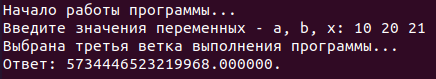 Начало работы программы...
Введите значения переменных - a, b, x: 10 20 21
Выбрана третья ветка выполнения программы...
Ответ: 5734446523219968.000000.